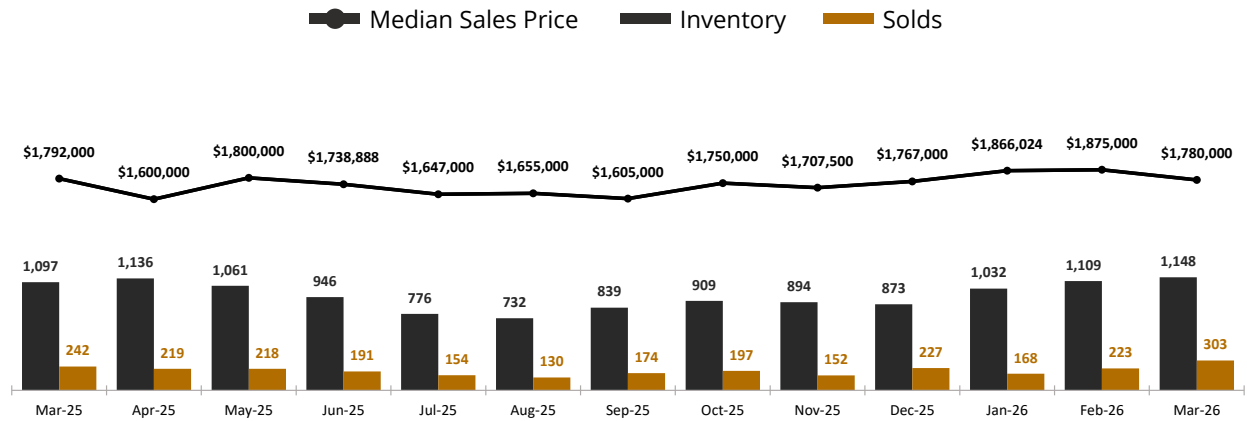 Median Sales Price Inventory Solds
$1,792,000 $1,600,000 $1,800,000 $1,738,888 $1,647,000 $1,655,000 $1,605,000 $1,750,000 $1,707,500 $1,767,000 $1,866,024 $1,875,000 $1,780,000
1,097 1,136 1,061 946 776 732 839 909 894 873 1,032 1,109 1,148
242 219 218 191 154 130 174 197 152 227 168 223 303
Mar-25 Apr-25 May-25 Jun-25 Jul-25 Aug-25 Sep-25 Oct-25 Nov-25 Dec-25 Jan-26 Feb-26 Mar-26